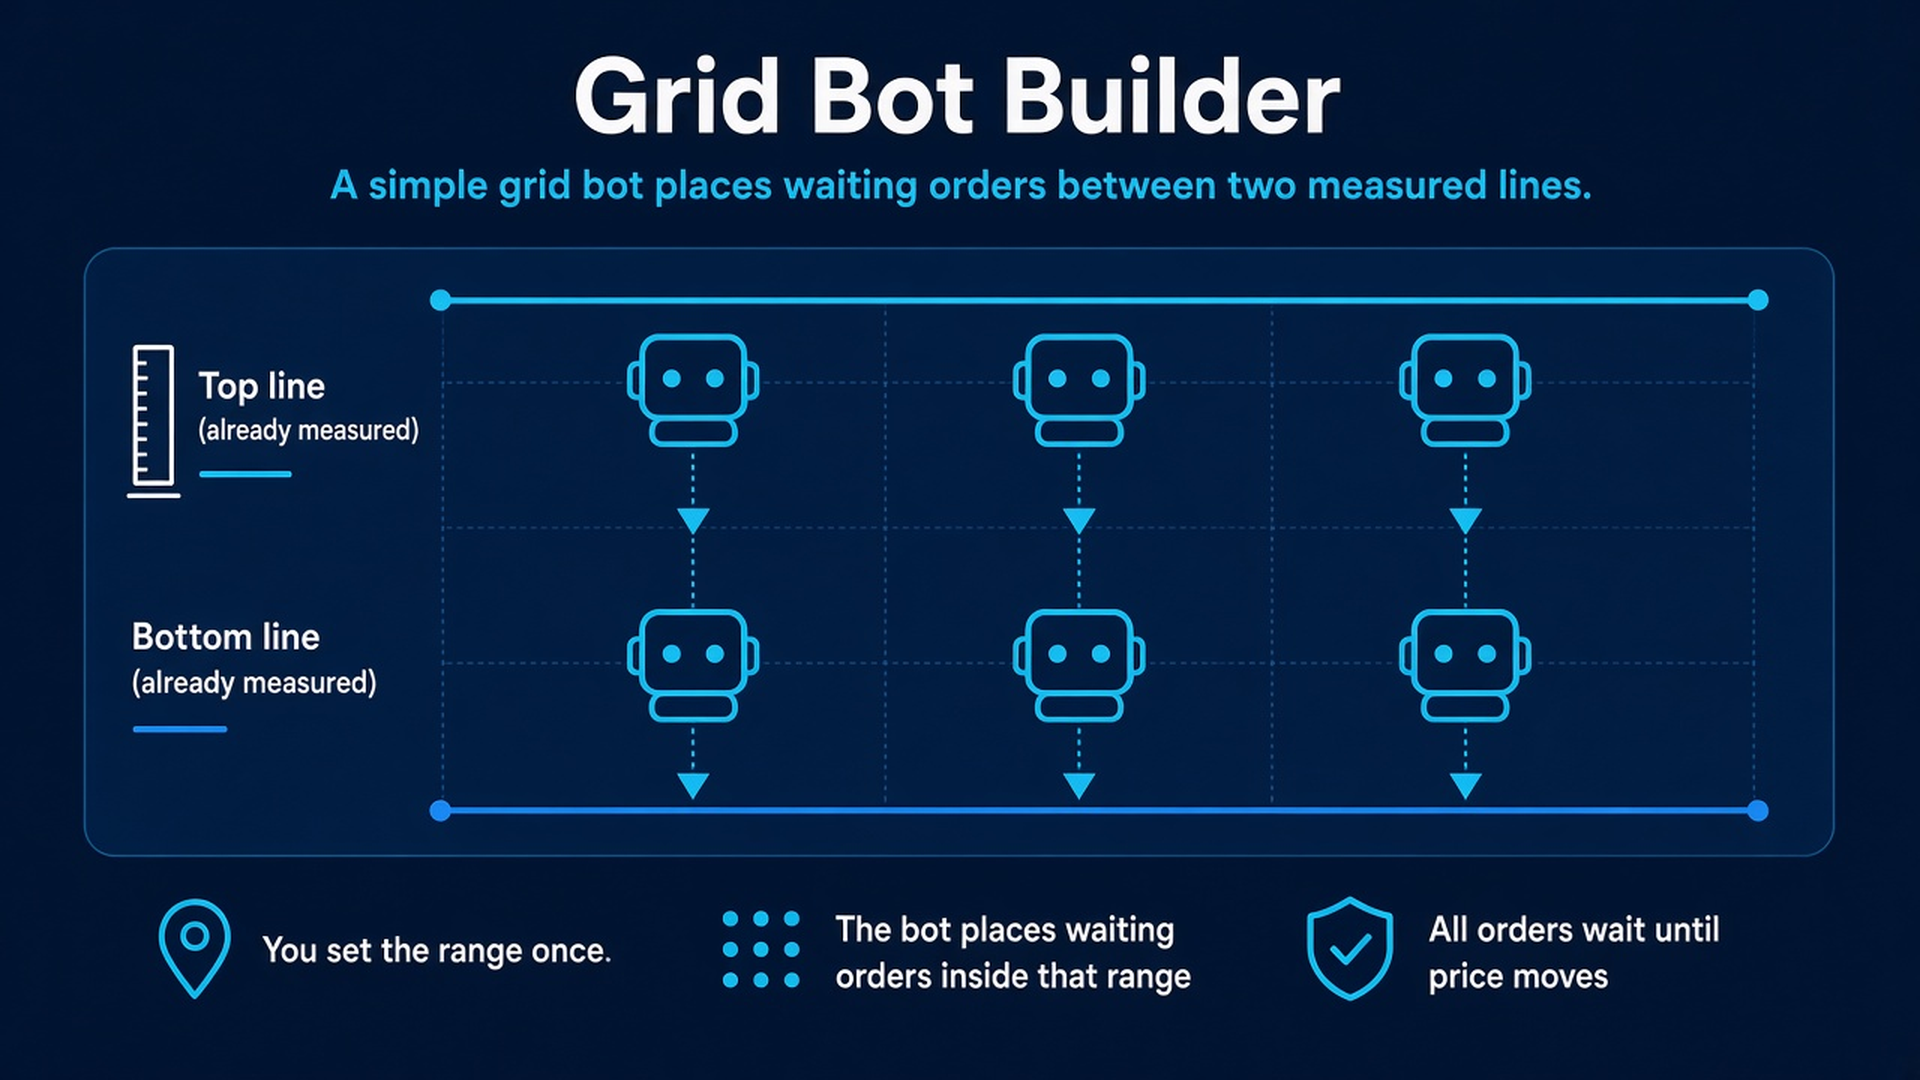 Grid Bot Builder
A simple grid bot places waiting orders between two measured lines.
Top line
(already measured)
Bottom line
(already measured)
You set the range once.
The bot places waiting
orders inside that range
All orders wait until
price moves